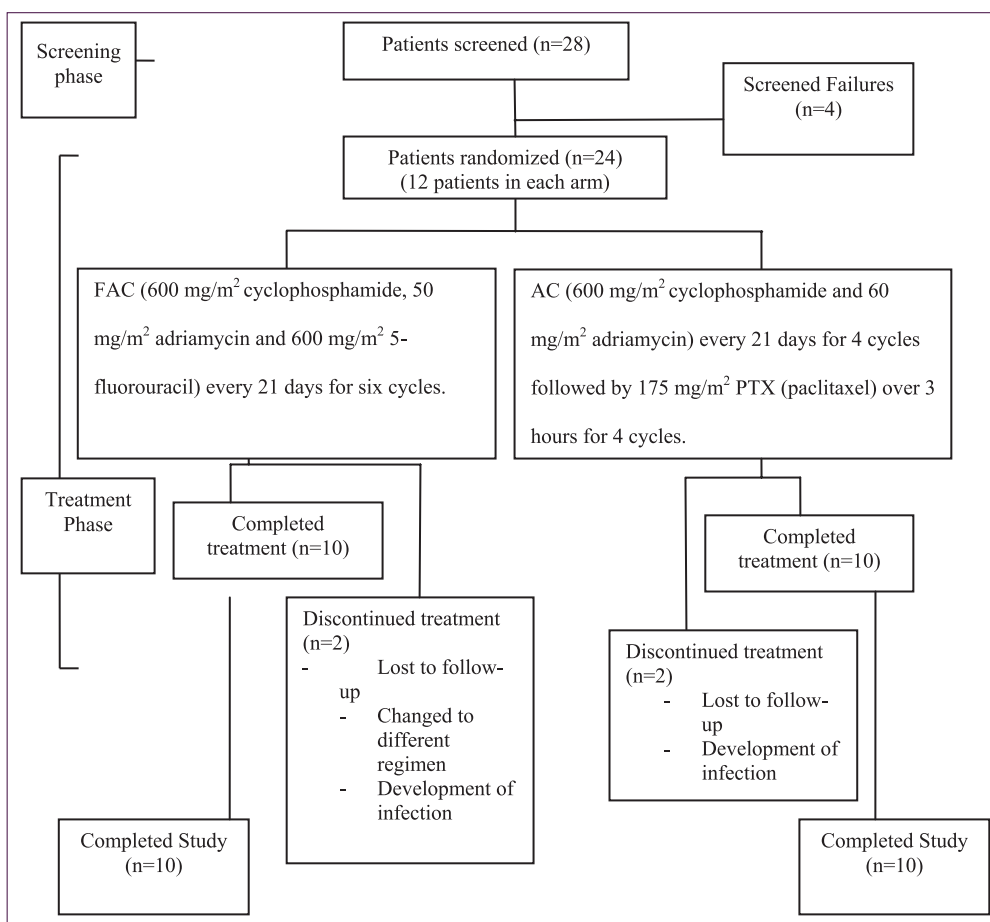 Screening
phase
Patients screened (n=28)
Screened Failures
(n=4)
Patients randomized (n=24)
(12 patients in each arm)
FAC (600 mg/m² cyclophosphamide, 50
mg/m² adriamycin and 600 mg/m² 5-
fluorouracil) every 21 days for six cycles.
AC (600 mg/m² cyclophosphamide and 60
mg/m² adriamycin) every 21 days for 4 cycles
followed by 175 mg/m² PTX (paclitaxel) over 3
hours for 4 cycles.
Treatment
Phase
Completed
treatment (n=10)
Completed
treatment (n=10)
Discontinued treatment
(n=2)
- Lost to follow-
up
- Changed to
different
regimen
- Development of
infection
Discontinued treatment
(n=2)
- Lost to follow-
up
- Development of
infection
Completed Study
(n=10)
Completed Study
(n=10)